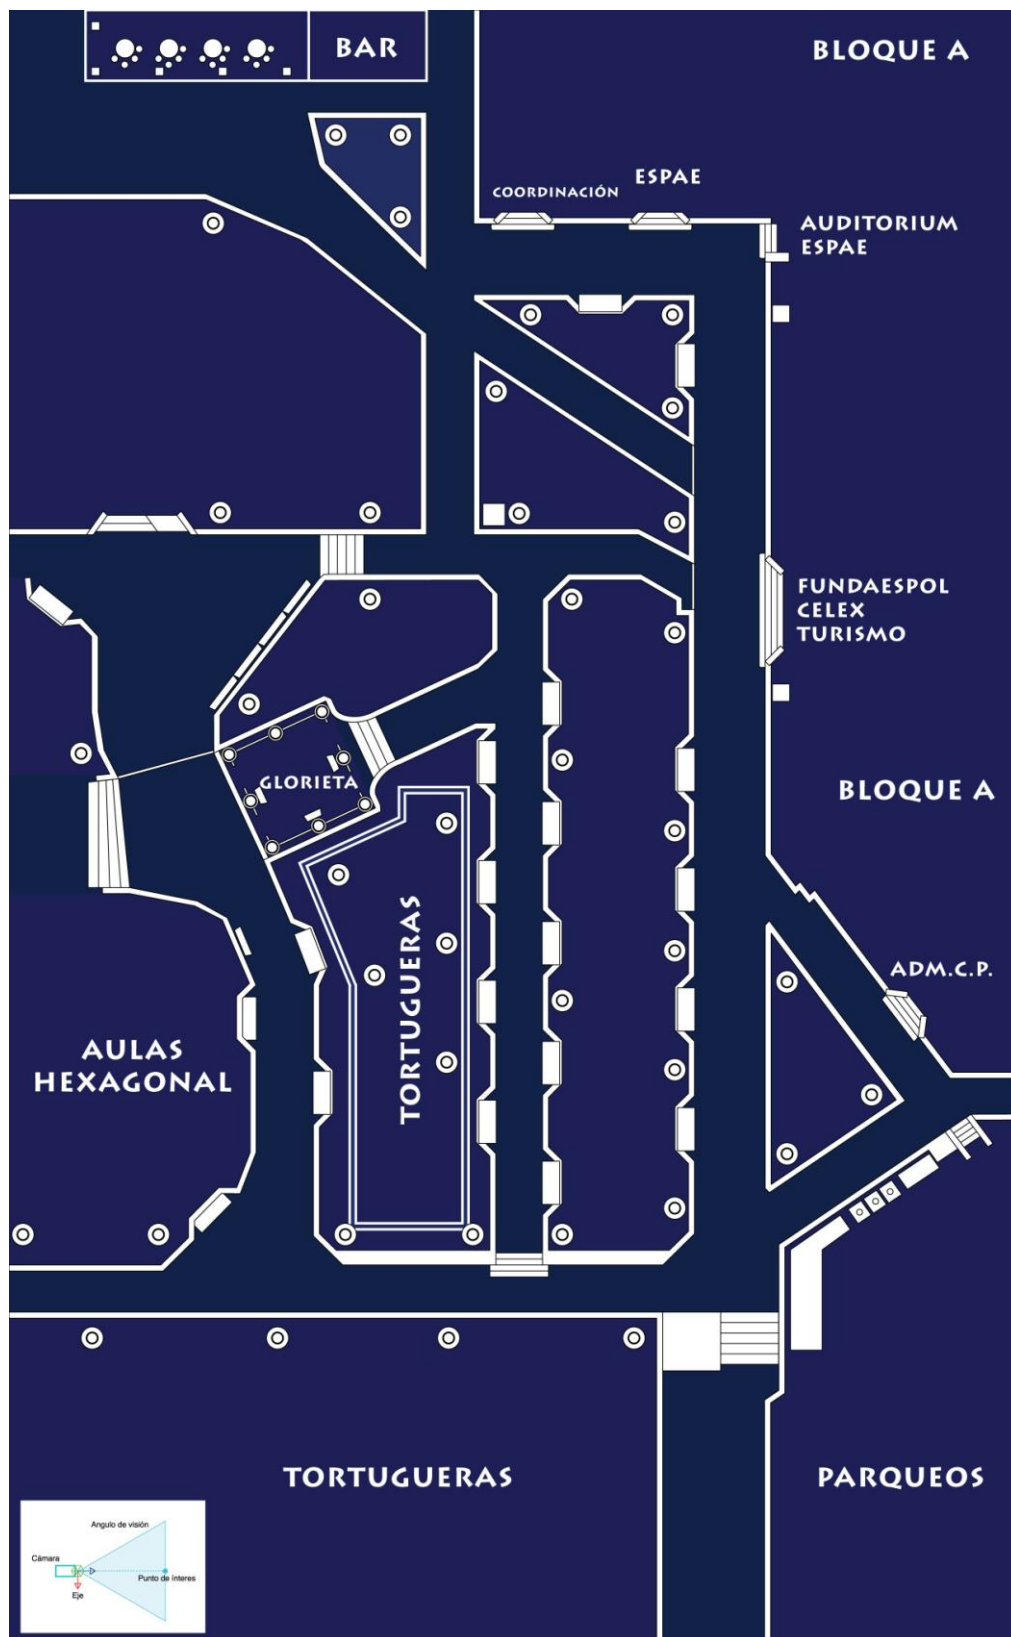 BAR
BLOQUE A
COORDINACIÓN
ESPAE
AUDITORIUM
ESPAE
FUNDAESPOL
CELEX
TURISMO
GLORIETA
BLOQUE A
TORTUGUERAS
ADM.C.P.
AULAS
HEXAGONAL
TORTUGUERAS
PARQUEOS
Angulo de visión
Cámara
Punto de ínteres
Eje